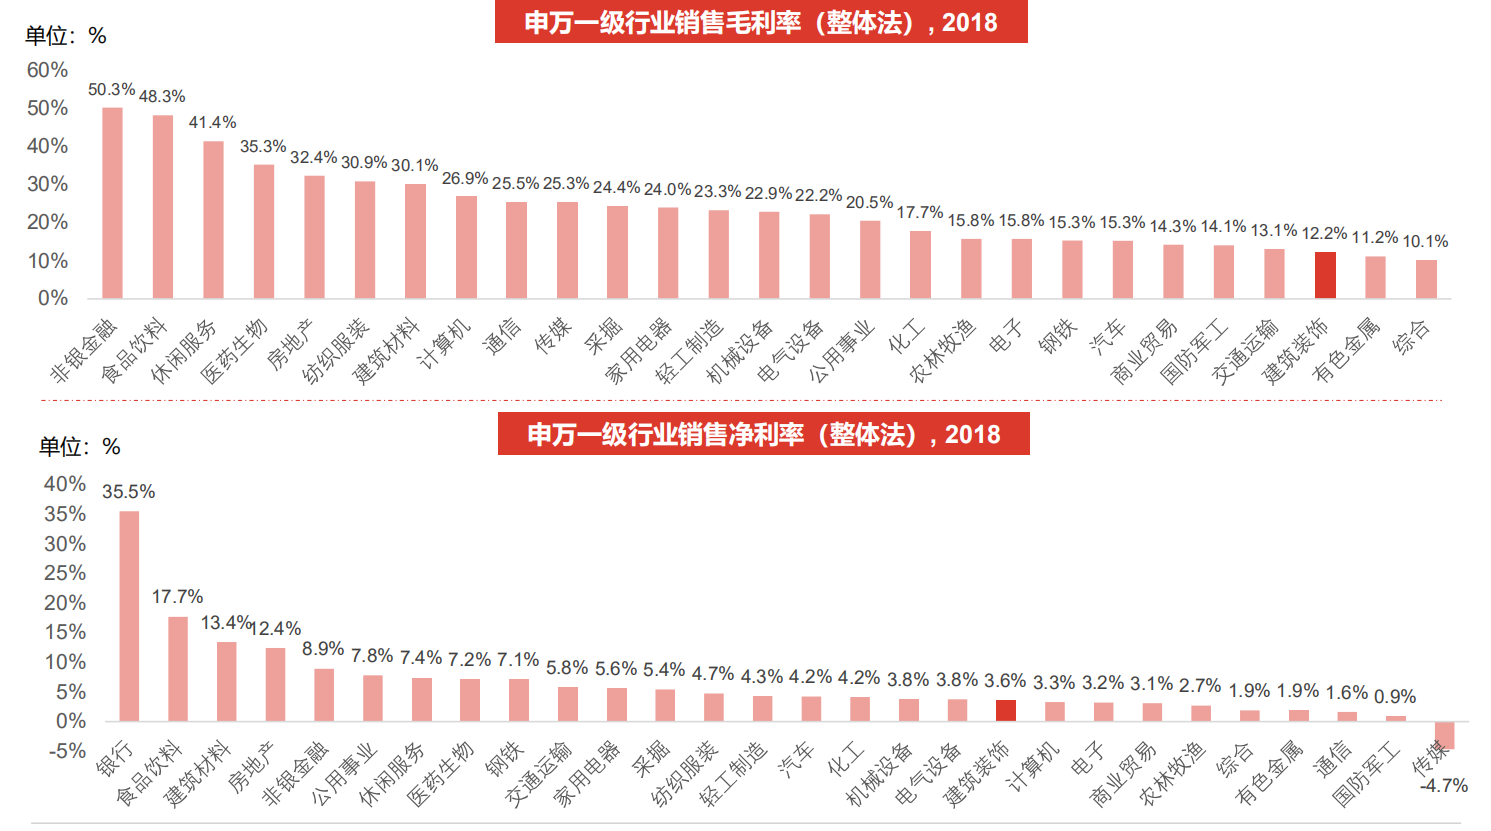 申万一级行业销售毛利率（整体法）, 2018
单位：%
60%
50%
40%
30%
20%
10%
0%
50.3% 48.3% 41.4% 35.3% 32.4% 30.9% 30.1% 26.9% 25.5% 25.3% 24.4% 24.0% 23.3% 22.9% 22.2% 20.5% 17.7% 15.8% 15.8% 15.3% 15.3% 14.3% 14.1% 13.1% 12.2% 11.2% 10.1%
非银金融 食品饮料 休闲服务 医药生物 房地产 纺织服装 建筑材料 计算机 通信 传媒 采掘 家用电器 轻工制造 机械设备 电气设备 公用事业 化工 农林牧渔 电子 钢铁 汽车 商业贸易 国防军工 交通运输 建筑装饰 有色金属 综合
申万一级行业销售净利率（整体法）, 2018
单位：%
40%
35%
30%
25%
20%
15%
10%
5%
0%
-5%
35.5% 17.7% 13.4% 12.4% 8.9% 7.8% 7.4% 7.2% 7.1% 5.8% 5.6% 5.4% 4.7% 4.3% 4.2% 4.2% 3.8% 3.8% 3.6% 3.3% 3.2% 3.1% 2.7% 1.9% 1.9% 1.6% 0.9% -4.7%
银行 食品饮料 建筑材料 房地产 非银金融 公用事业 休闲服务 医药生物 钢铁 交通运输 家用电器 采掘 纺织服装 轻工制造 汽车 化工 机械设备 电气设备 建筑装饰 计算机 电子 商业贸易 农林牧渔 综合 有色金属 通信 国防军工 传媒